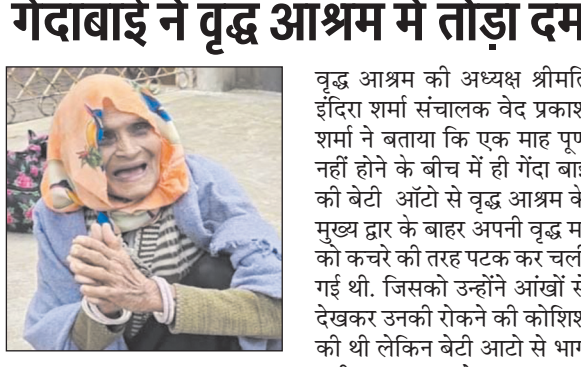 गेंदाबाई ने वृद्ध आश्रम में तोड़ा दम
वृद्ध आश्रम की अध्यक्ष श्रीमति
इंदिरा शर्मा संचालक वेद प्रकाश
शर्मा ने बताया कि एक माह पूण
नहीं होने के बीच में ही गेंदा बाई
की बेटी ऑटो से वृद्ध आश्रम के
मुख्य द्वार के बाहर अपनी वृद्ध म
को कचरे की तरह पटक कर चली
गई थी. जिसको उन्होंने आंखों से
देखकर उनकी रोकने की कोशिश
की थी लेकिन बेटी आटो से भाग